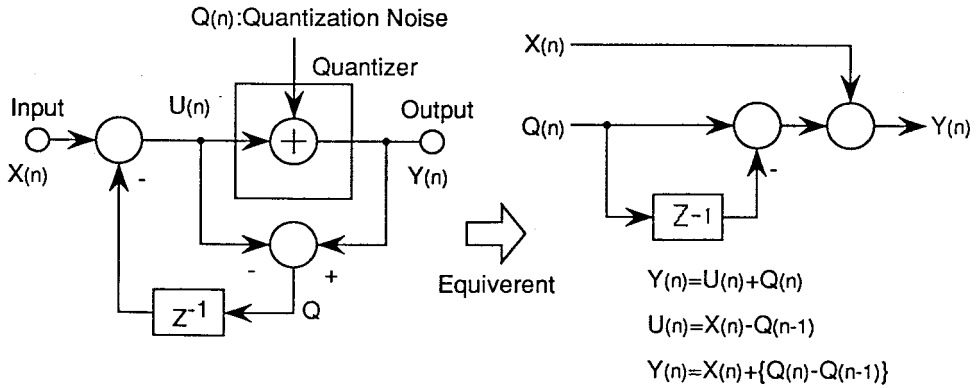 Q(n):Quantization Noise
Quantizer
Input
X(n)
U(n)
+
Output
Y(n)
-
-
+
Q
Z-1
Equiverent
X(n)
Q(n)
Y(n)
-
Z-1
Y(n)=U(n)+Q(n)
U(n)=X(n)-Q(n-1)
Y(n)=X(n)+{Q(n)-Q(n-1)}